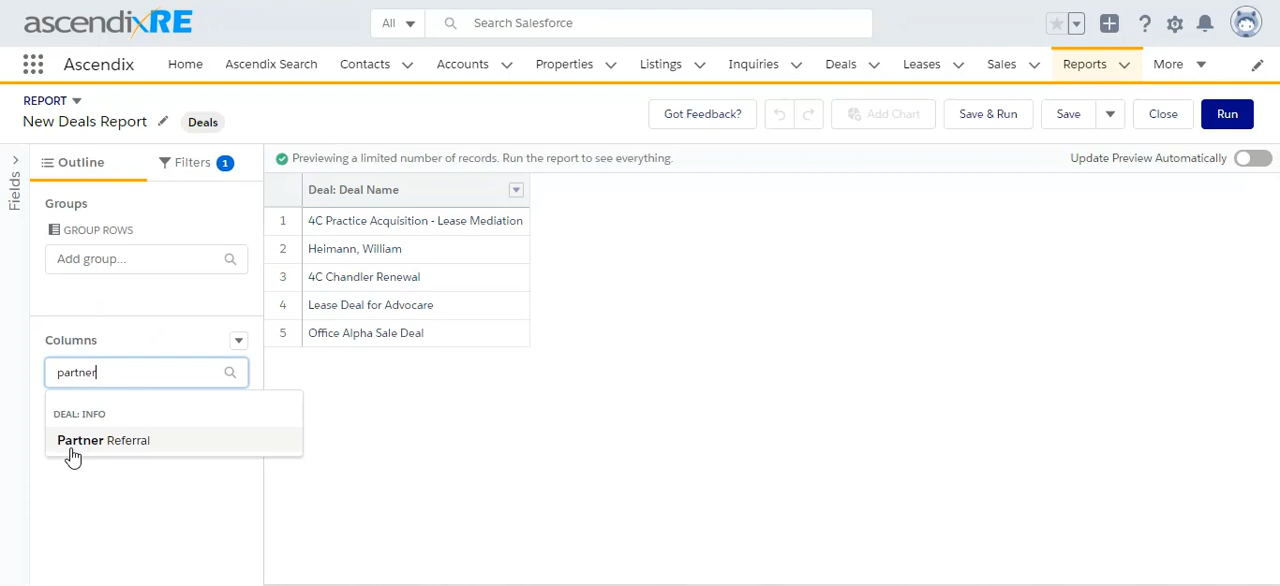 ascendixRE
All
Search Salesforce
Ascendix
Home
Ascendix Search
Contacts
Accounts
Properties
Listings
Inquiries
Deals
Leases
Sales
Reports
More
REPORT
New Deals Report
Deals
Got Feedback?
Add Chart
Save & Run
Save
Close
Run
Fields
Outline
Filters 1
Previewing a limited number of records. Run the report to see everything.
Update Preview Automatically
Groups
GROUP ROWS
Add group...
Columns
partner
DEAL: INFO
Partner Referral
Deal: Deal Name
1 4C Practice Acquisition - Lease Mediation
2 Heimann, William
3 4C Chandler Renewal
4 Lease Deal for Advocare
5 Office Alpha Sale Deal